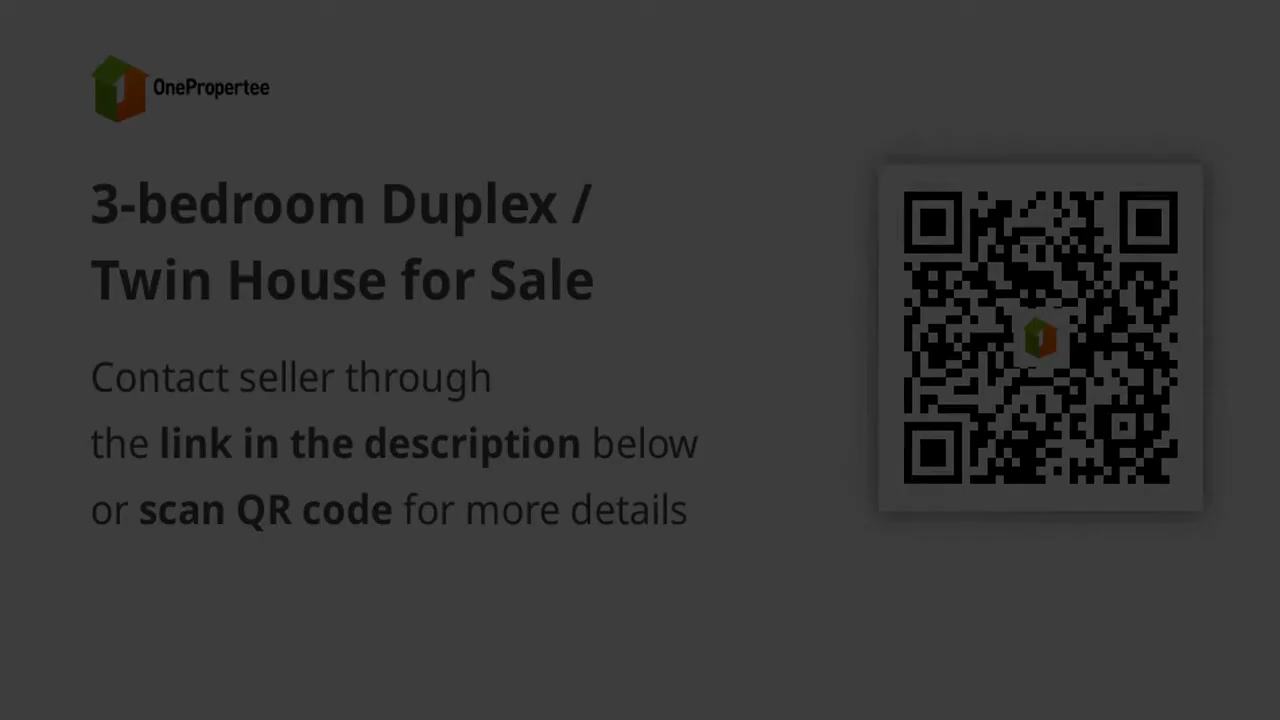 OnePropertee
3-bedroom Duplex /
Twin House for Sale
Contact seller through
the link in the description below
or scan QR code for more details